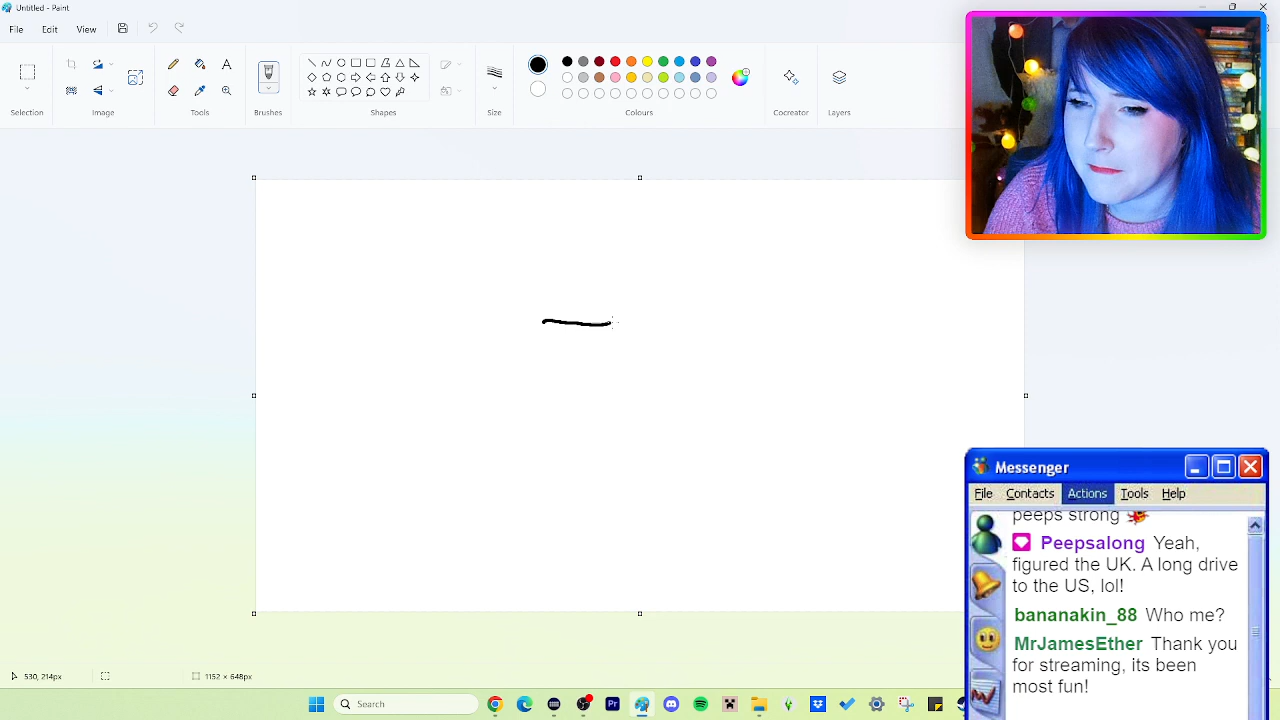 Untitled - Paint
File Edit View
Selection Image Tools Brushes Shapes Size Colours Cocreator Layers
Messenger
File Contacts Actions Tools Help
peeps strong
Peepsalong Yeah,
figured the UK. A long drive
to the US, lol!
bananakin_88 Who me?
MrJamesEther Thank you
for streaming, its been
most fun!
530, 214px 1152 × 648px
Search